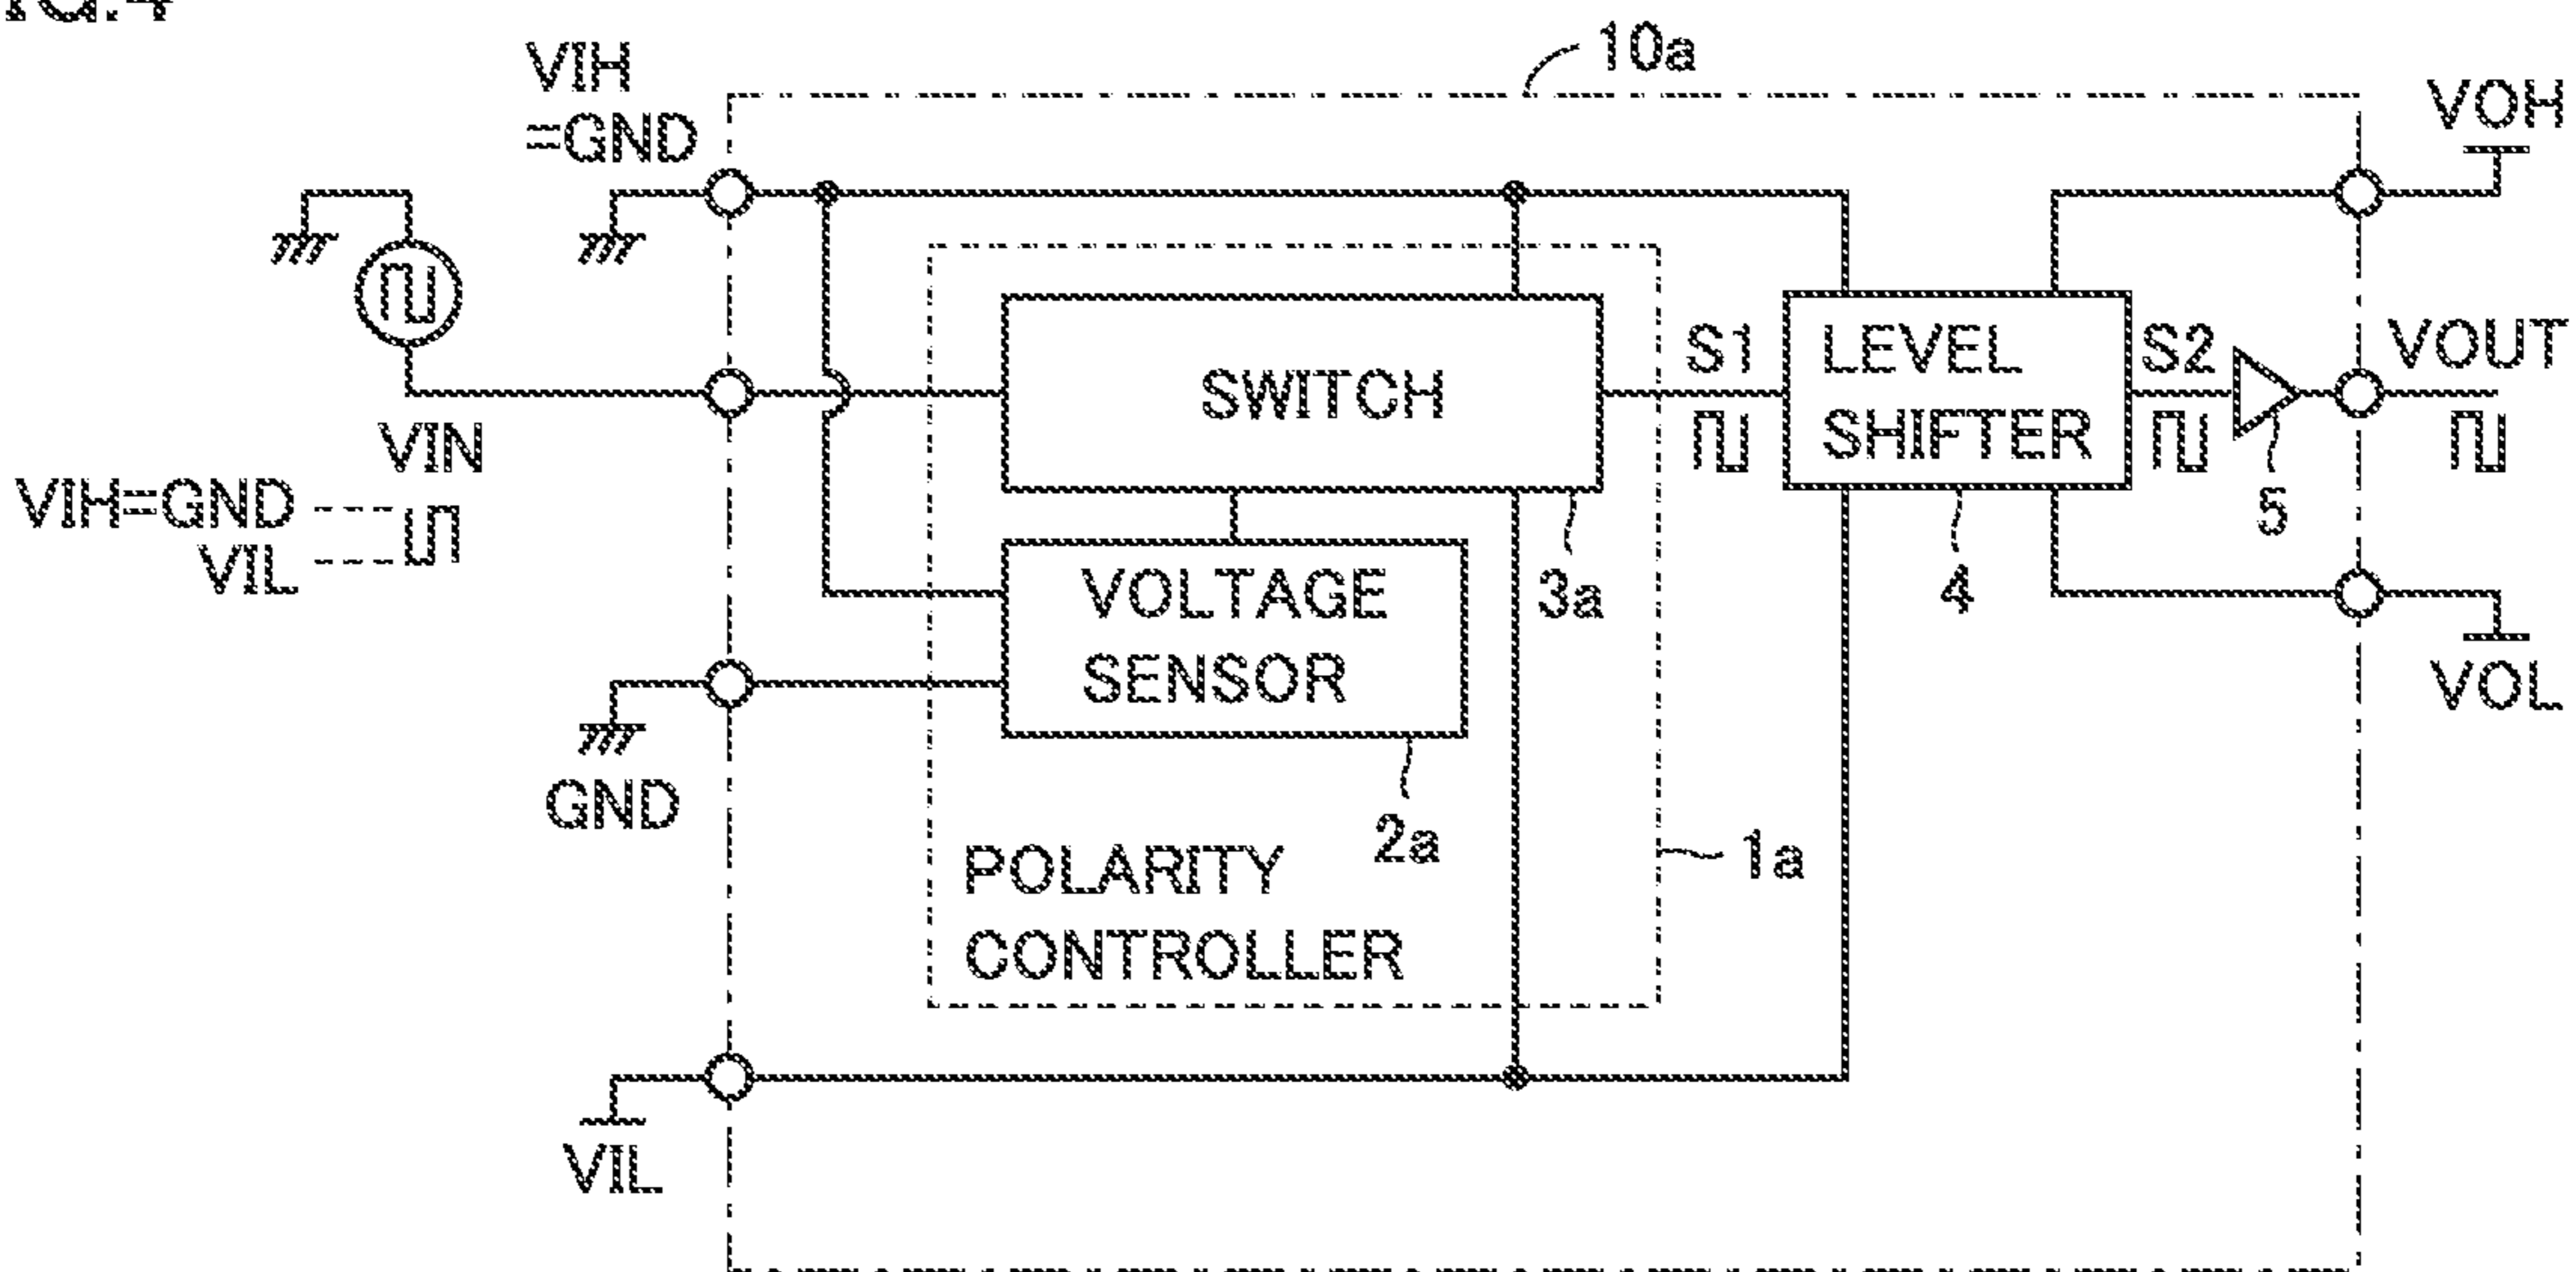 10a
VIH
=GND
VOH
SWITCH
S1
LEVEL
SHIFTER
S2
VOUT
VIN
VIH=GND
VIL
5
3a
4
VOLTAGE
SENSOR
VOL
GND
2a
1a
POLARITY
CONTROLLER
VIL